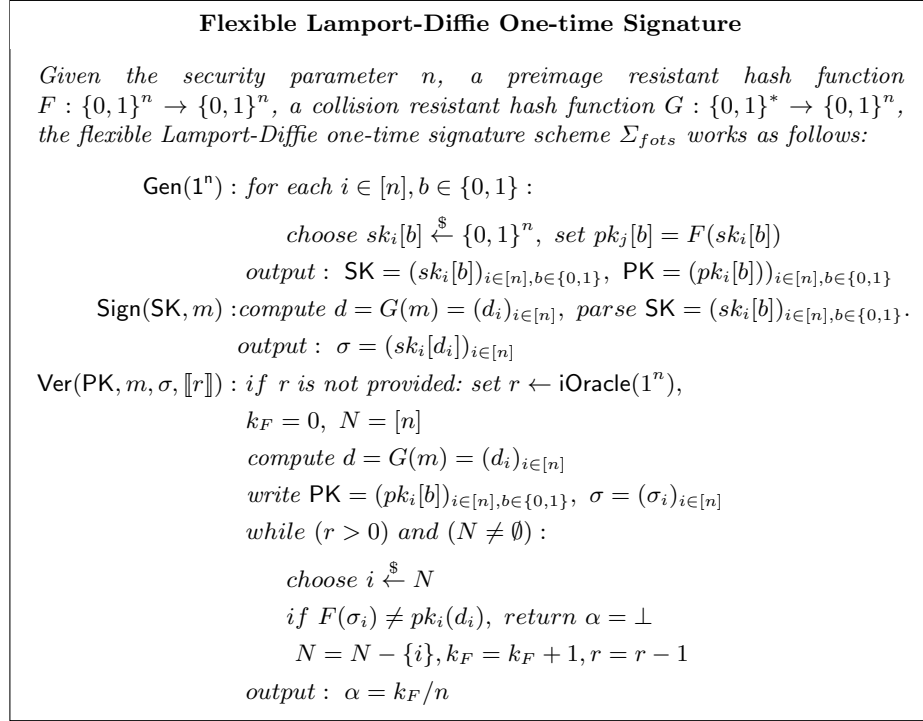 Flexible Lamport-Diffie One-time Signature
Given the security parameter n, a preimage resistant hash function
F : {0, 1}ⁿ → {0, 1}ⁿ, a collision resistant hash function G : {0, 1}* → {0, 1}ⁿ,
the flexible Lamport-Diffie one-time signature scheme Σ_{fots} works as follows:
Gen(1ⁿ) : for each i ∈ [n], b ∈ {0, 1} :
choose sk_i[b] ←$ {0, 1}ⁿ, set pk_j[b] = F(sk_i[b])
output : SK = (sk_i[b])_{i∈[n],b∈{0,1}}, PK = (pk_i[b]))_{i∈[n],b∈{0,1}}
Sign(SK, m) : compute d = G(m) = (d_i)_{i∈[n]}, parse SK = (sk_i[b])_{i∈[n],b∈{0,1}}.
output : σ = (sk_i[d_i])_{i∈[n]}
Ver(PK, m, σ, ⟦r⟧) : if r is not provided: set r ← iOracle(1ⁿ),
k_F = 0, N = [n]
compute d = G(m) = (d_i)_{i∈[n]}
write PK = (pk_i[b])_{i∈[n],b∈{0,1}}, σ = (σ_i)_{i∈[n]}
while (r > 0) and (N ≠ ∅) :
choose i ←$ N
if F(σ_i) ≠ pk_i(d_i), return α = ⊥
N = N − {i}, k_F = k_F + 1, r = r − 1
output : α = k_F/n